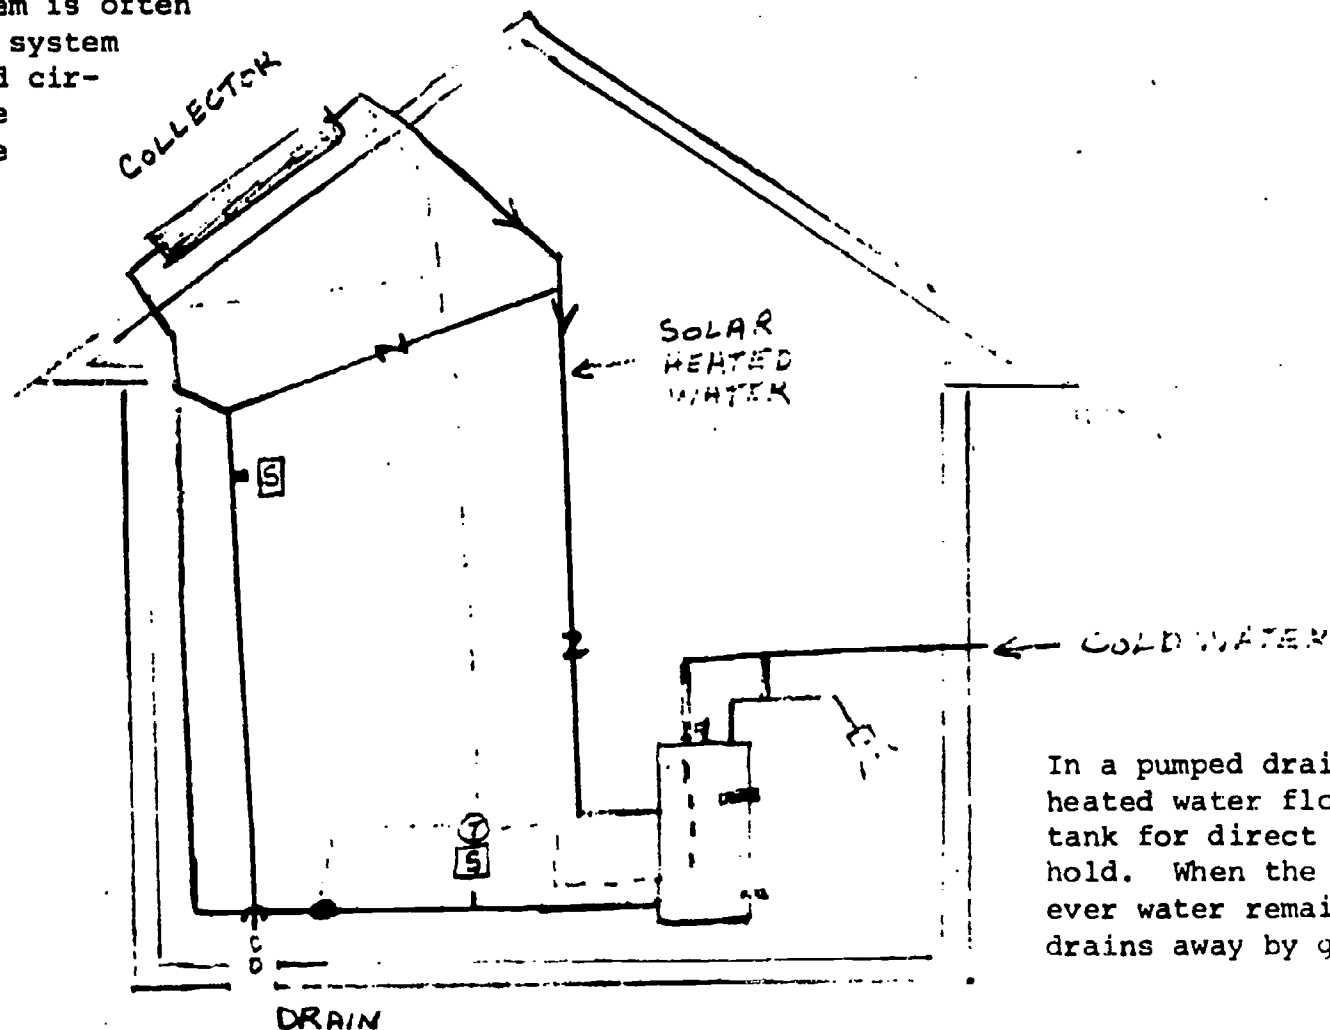 em is often
system
d cir-
e
e
COLLECTOR
SOLAR
HEATED
WATER
S
COLD WATER
T
S
In a pumped drai
heated water flo
tank for direct
hold. When the
ever water remai
drains away by g
DRAIN